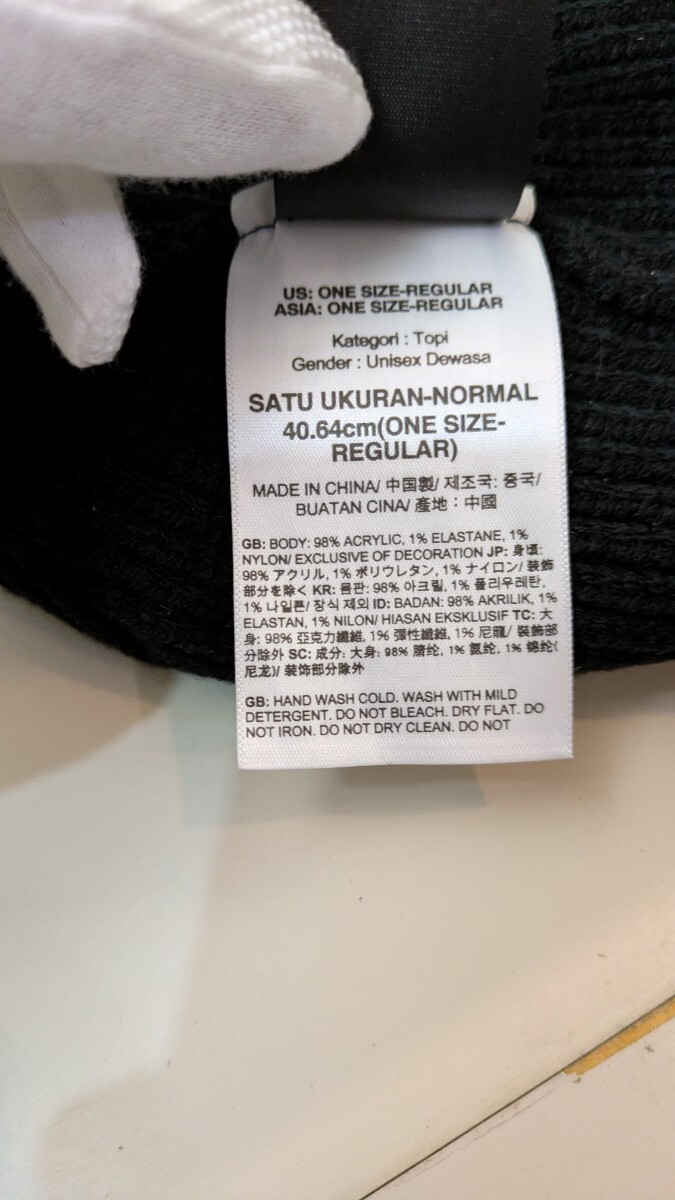 US: ONE SIZE-REGULAR
ASIA: ONE SIZE-REGULAR
Kategori : Topi
Gender : Unisex Dewasa
SATU UKURAN-NORMAL
40.64cm(ONE SIZE-
REGULAR)
MADE IN CHINA/ 中国製/ 제조국: 중국/
BUATAN CINA/ 產地：中國
GB: BODY: 98% ACRYLIC, 1% ELASTANE, 1%
NYLON/ EXCLUSIVE OF DECORATION JP: 身頃:
98% アクリル, 1% ポリウレタン, 1% ナイロン/ 装飾
部分を除く KR: 몸판: 98% 아크릴, 1% 폴리우레탄,
1% 나일론/ 장식 제외 ID: BADAN: 98% AKRILIK, 1%
ELASTAN, 1% NILON/ HIASAN EKSKLUSIF TC: 大
身: 98% 亞克力纖維, 1% 彈性纖維, 1% 尼龍/ 裝飾部
分除外 SC: 成分: 大身: 98% 腈纶, 1% 氨纶, 1% 锦纶(
尼龙)/ 装饰部分除外
GB: HAND WASH COLD. WASH WITH MILD
DETERGENT. DO NOT BLEACH. DRY FLAT. DO
NOT IRON. DO NOT DRY CLEAN. DO NOT